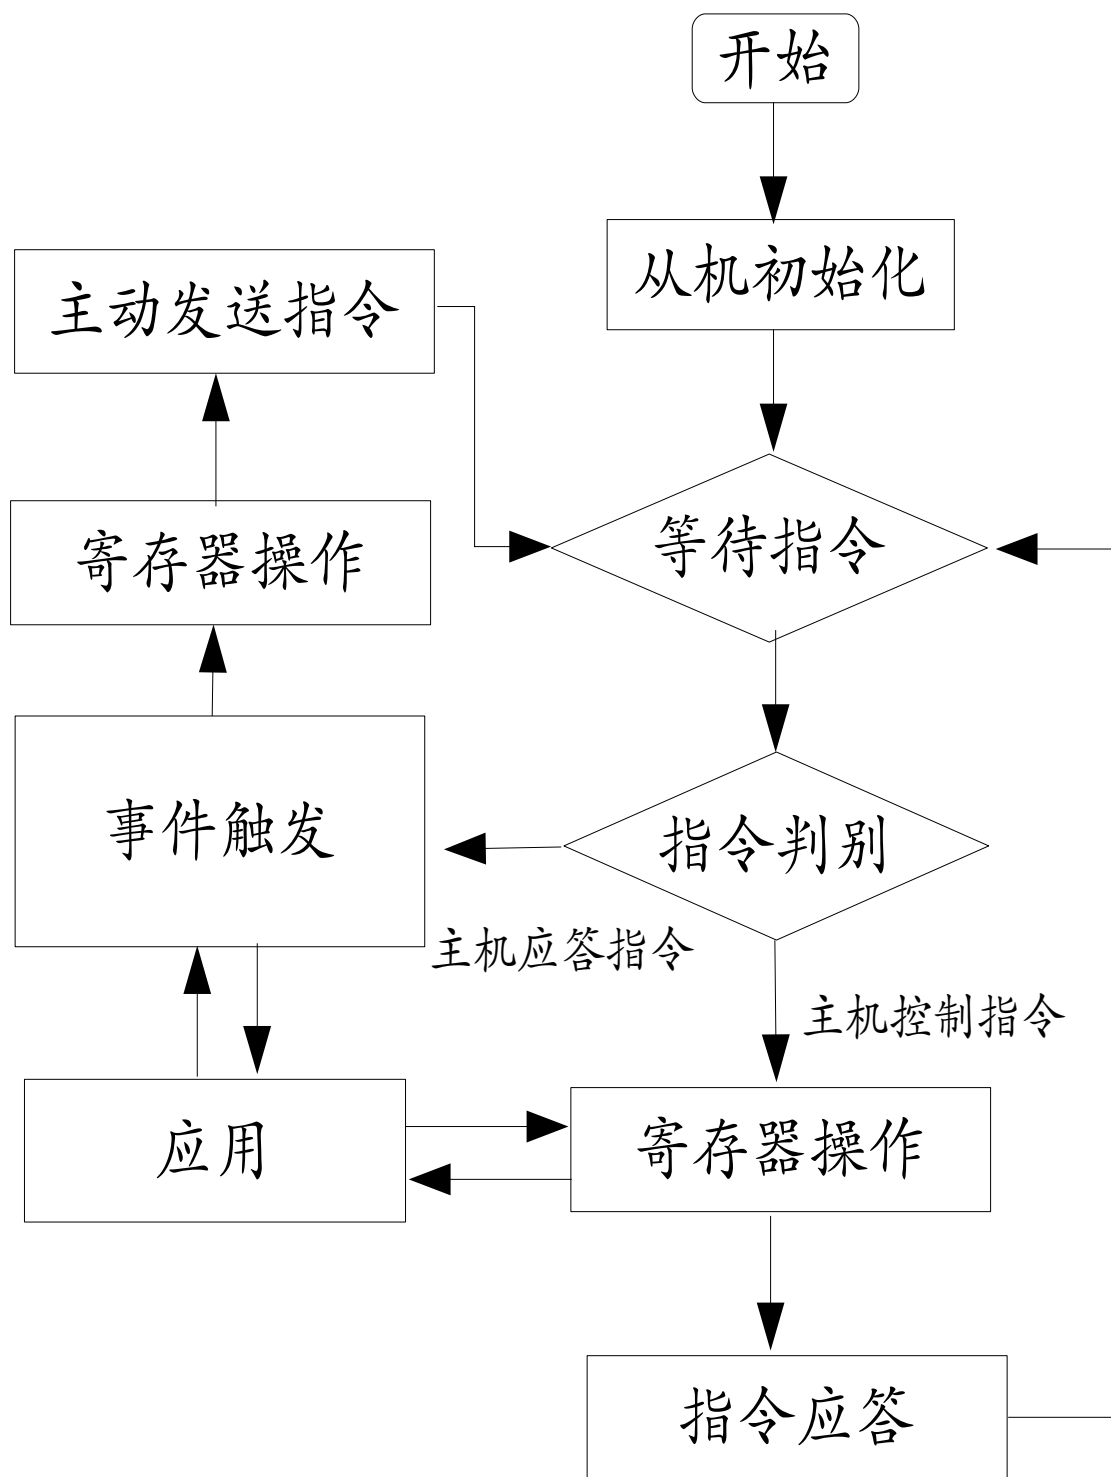 开始
从机初始化
主动发送指令
等待指令
寄存器操作
事件触发
指令判别
主机应答指令
主机控制指令
应用
寄存器操作
指令应答